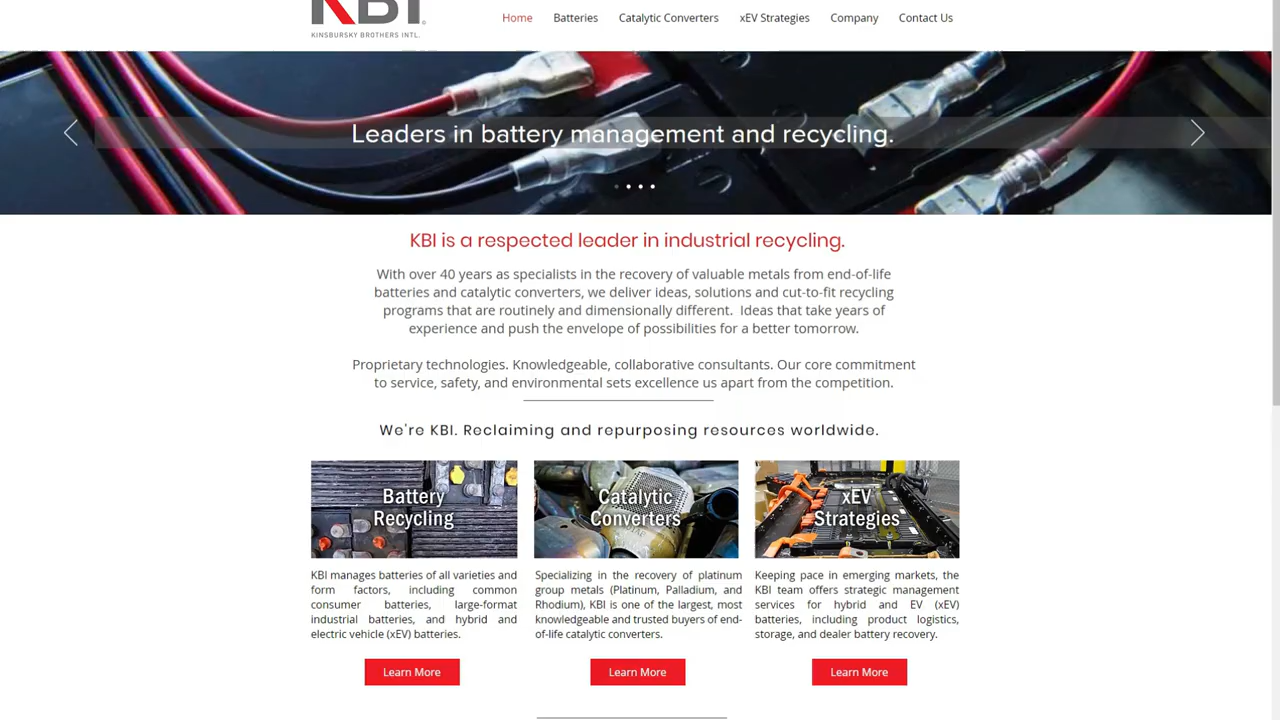 KBI
KINSBURSKY BROTHERS INTL.
Home Batteries Catalytic Converters xEV Strategies Company Contact Us
Leaders in battery management and recycling.
KBI is a respected leader in industrial recycling.
With over 40 years as specialists in the recovery of valuable metals from end-of-life
batteries and catalytic converters, we deliver ideas, solutions and cut-to-fit recycling
programs that are routinely and dimensionally different. Ideas that take years of
experience and push the envelope of possibilities for a better tomorrow.
Proprietary technologies. Knowledgeable, collaborative consultants. Our core commitment
to service, safety, and environmental sets excellence us apart from the competition.
We're KBI. Reclaiming and repurposing resources worldwide.
Battery
Recycling
KBI manages batteries of all varieties and
form factors, including common
consumer batteries, large-format
industrial batteries, and hybrid and
electric vehicle (xEV) batteries.
Learn More
Catalytic
Converters
Specializing in the recovery of platinum
group metals (Platinum, Palladium, and
Rhodium), KBI is one of the largest, most
knowledgeable and trusted buyers of end-
of-life catalytic converters.
Learn More
xEV
Strategies
Keeping pace in emerging markets, the
KBI team offers strategic management
services for hybrid and EV (xEV)
batteries, including product logistics,
storage, and dealer battery recovery.
Learn More